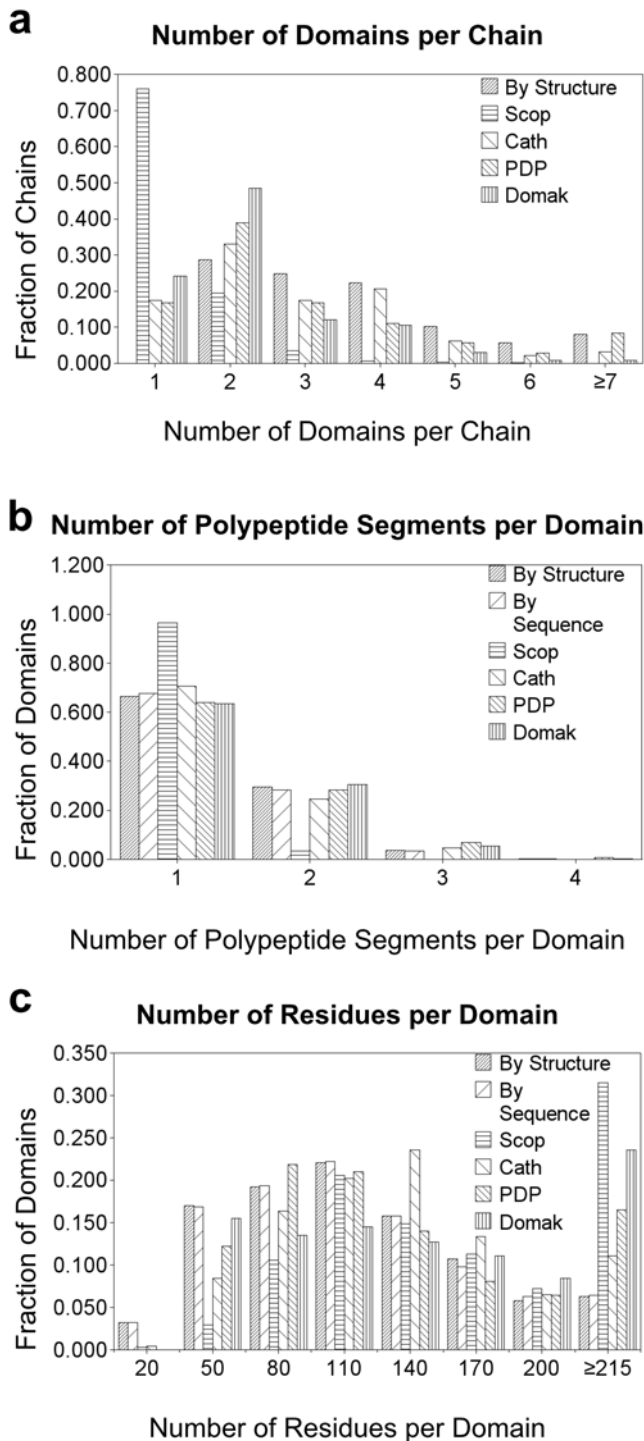 a
Number of Domains per Chain
0.800
0.700
0.600
0.500
0.400
0.300
0.200
0.100
0.000
Fraction of Chains
By Structure
Scop
Cath
PDP
Domak
1 2 3 4 5 6 ≥7
Number of Domains per Chain
b
Number of Polypeptide Segments per Domain
1.200
1.000
0.800
0.600
0.400
0.200
0.000
Fraction of Domains
By Structure
By
Sequence
Scop
Cath
PDP
Domak
1 2 3 4
Number of Polypeptide Segments per Domain
c
Number of Residues per Domain
0.350
0.300
0.250
0.200
0.150
0.100
0.050
0.000
Fraction of Domains
By Structure
By
Sequence
Scop
Cath
PDP
Domak
20 50 80 110 140 170 200 ≥215
Number of Residues per Domain